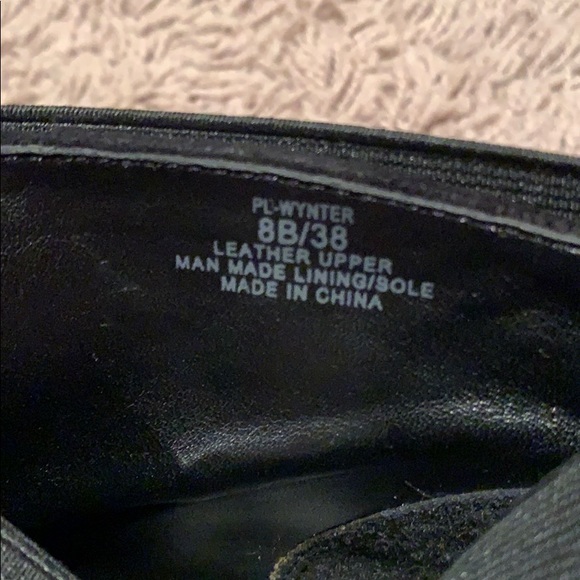 PL-WYNTER
8B/38
LEATHER UPPER
MAN MADE LINING/SOLE
MADE IN CHINA